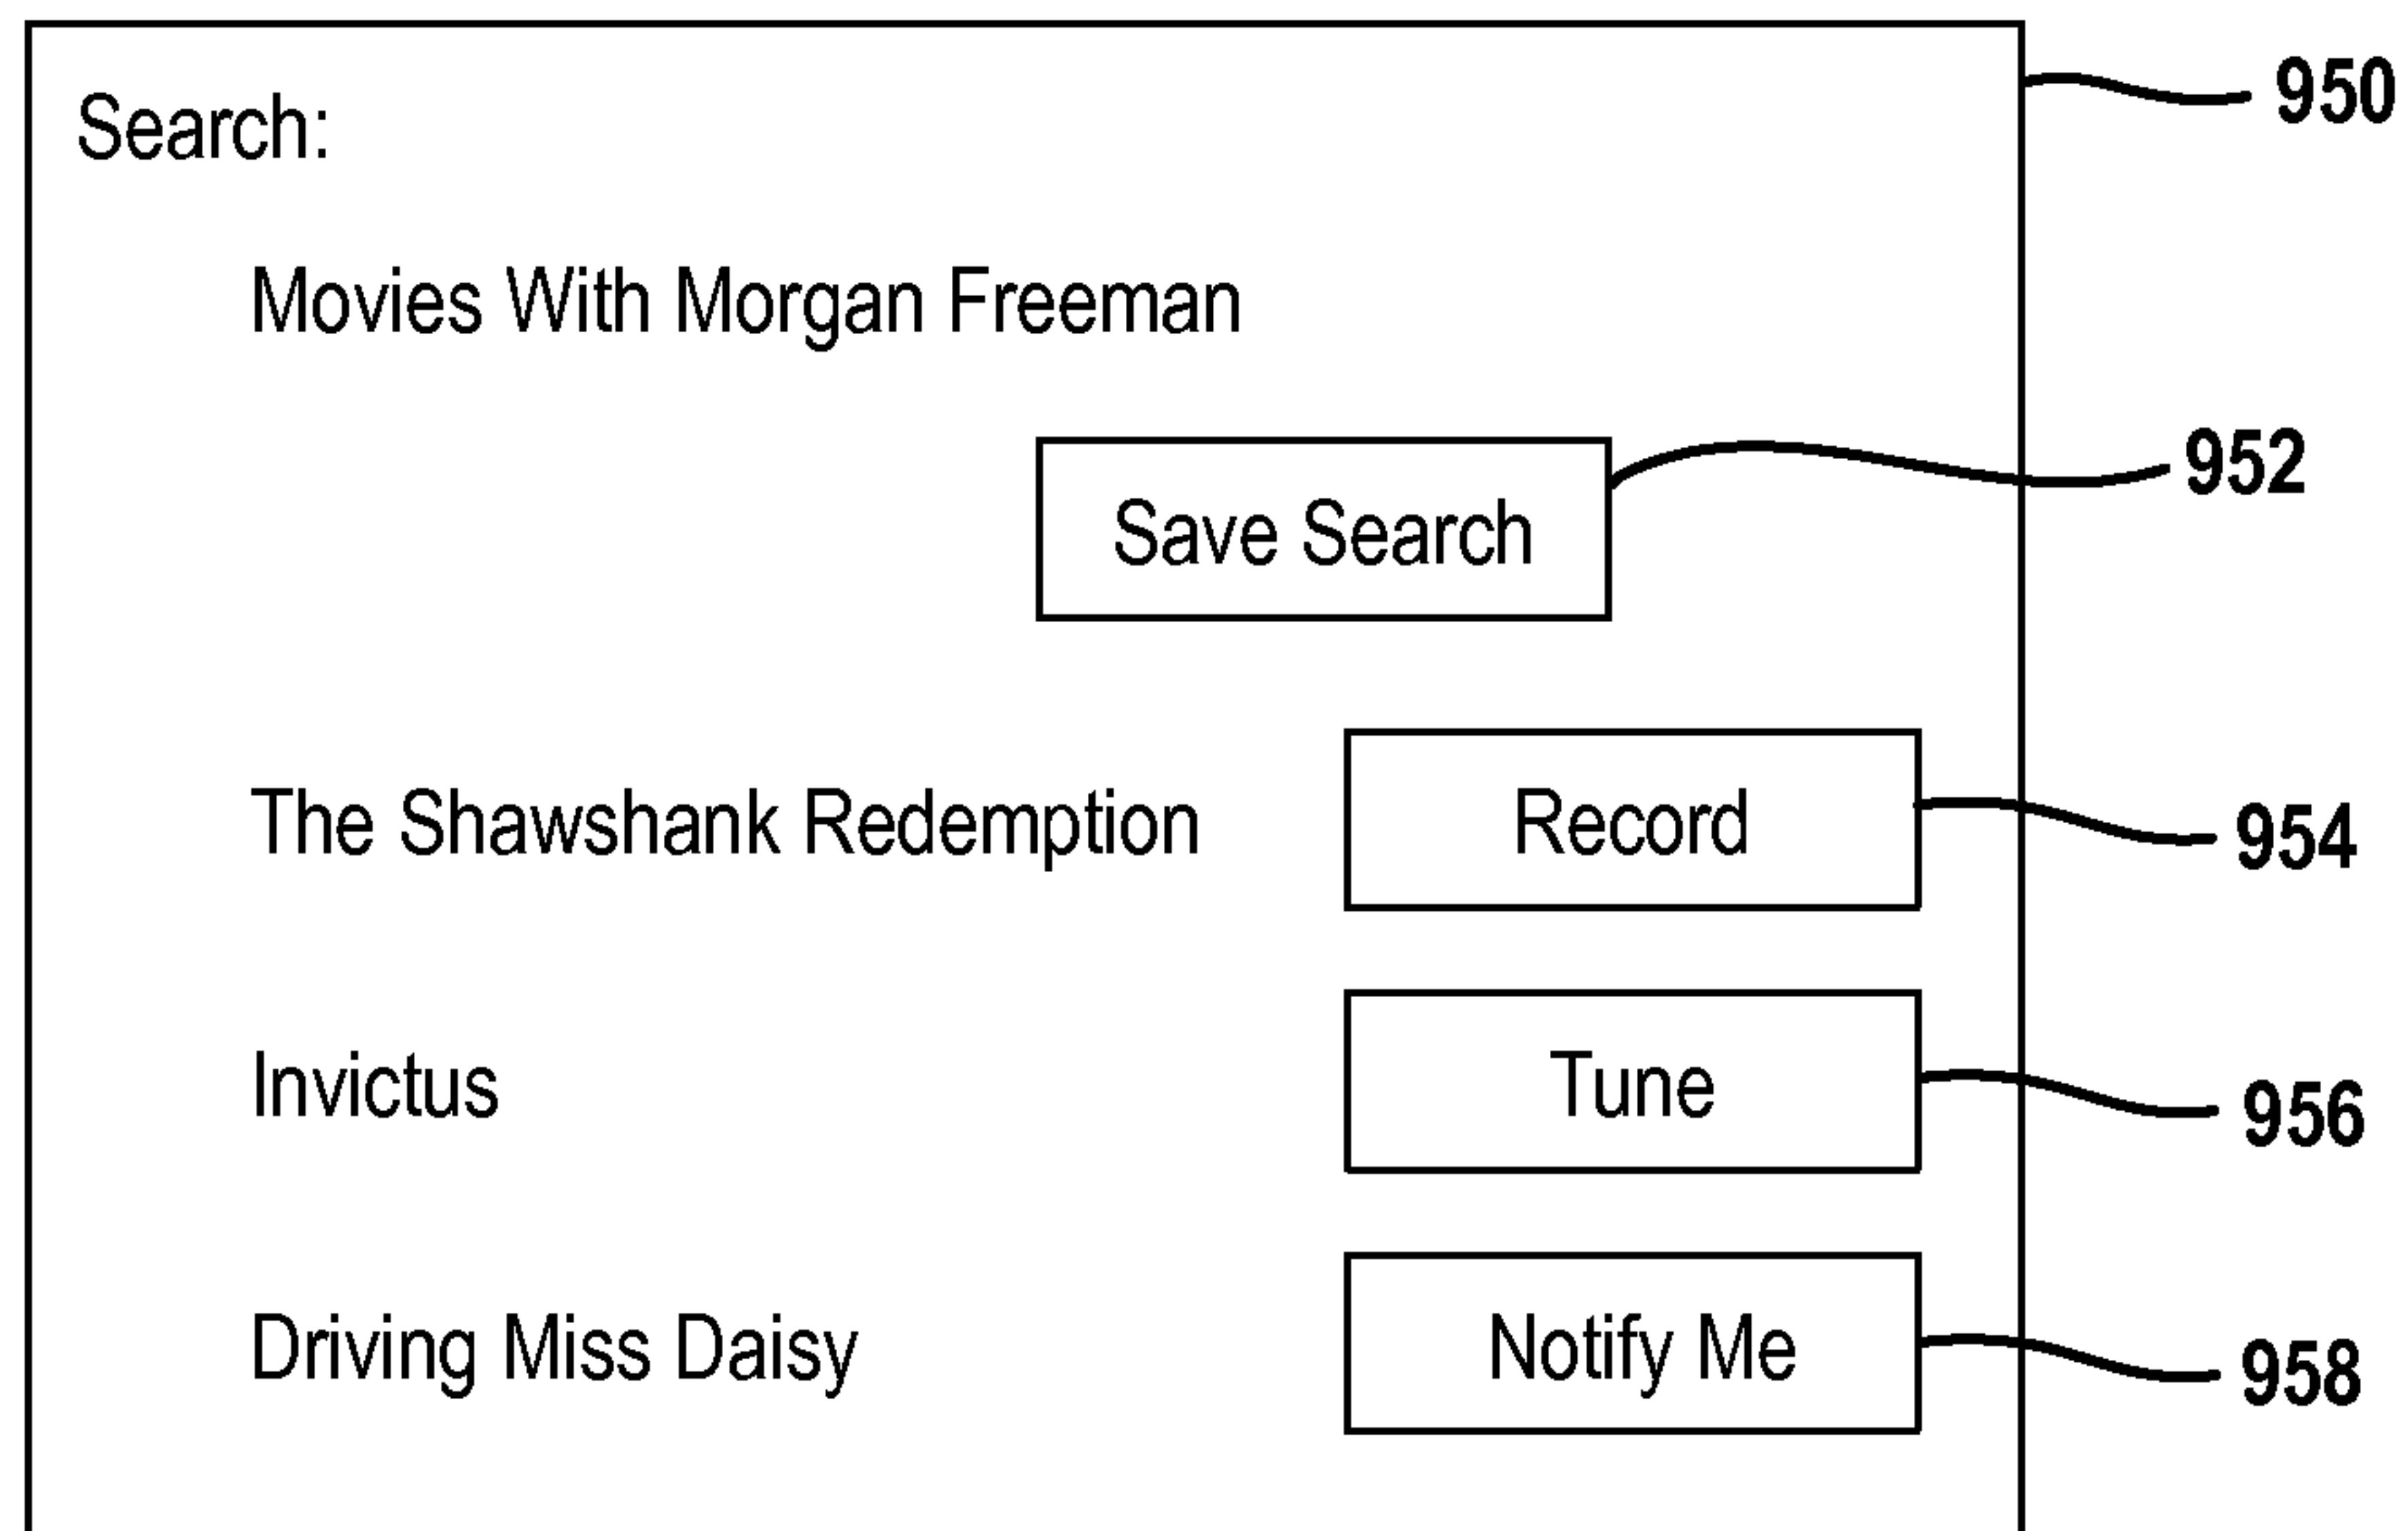 Search:
950
Movies With Morgan Freeman
952
Save Search
The Shawshank Redemption
Record
954
Invictus
Tune
956
Driving Miss Daisy
Notify Me
958